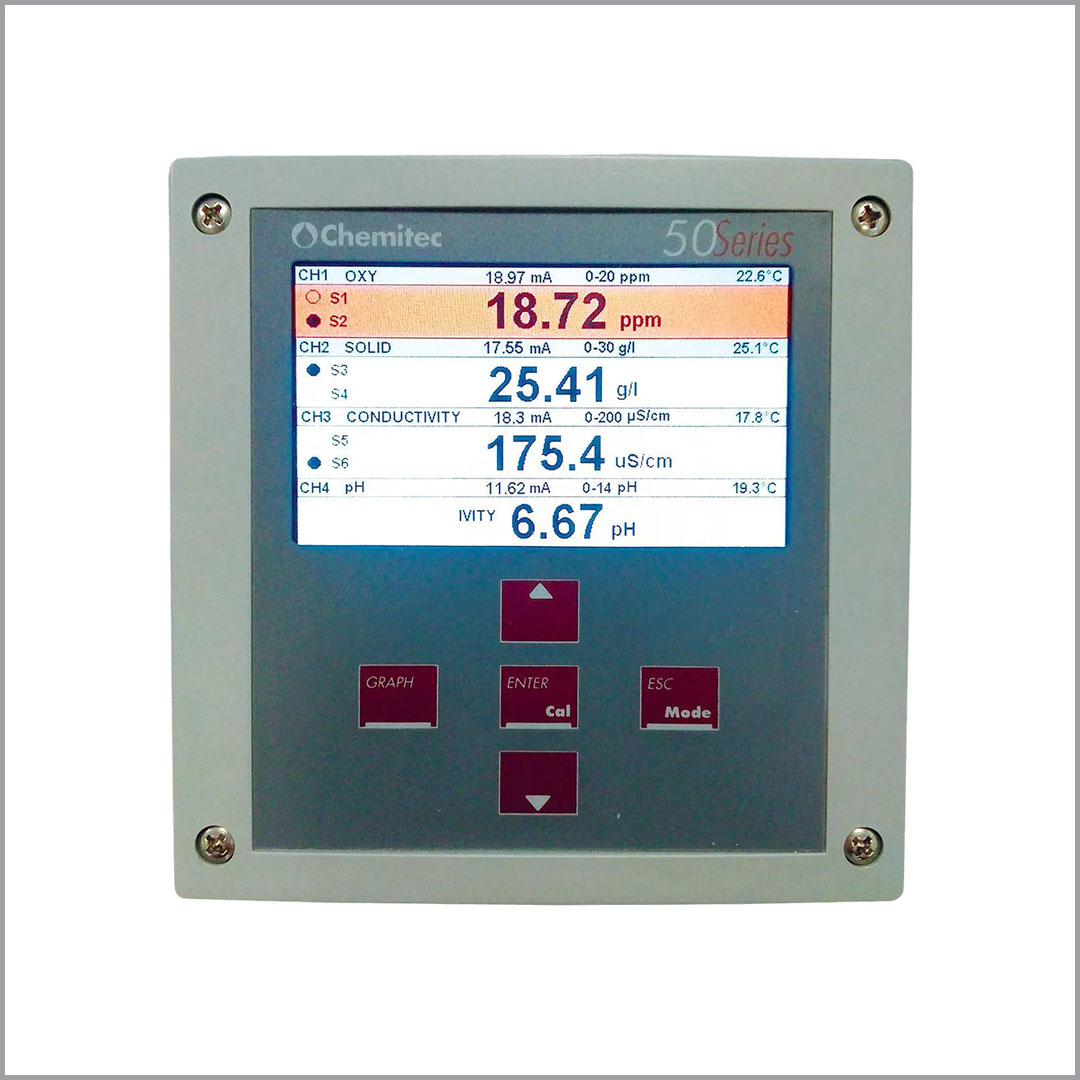 Chemitec 50Series
CH1 OXY 18.97 mA 0-20 ppm 22.6°C
S1
S2
18.72 ppm
CH2 SOLID 17.55 mA 0-30 g/l 25.1°C
S3
S4
25.41 g/l
CH3 CONDUCTIVITY 18.3 mA 0-200 µS/cm 17.8°C
S5
S6
175.4 uS/cm
CH4 pH 11.62 mA 0-14 pH 19.3°C
IVITY 6.67 pH
GRAPH
ENTER
Cal
ESC
Mode